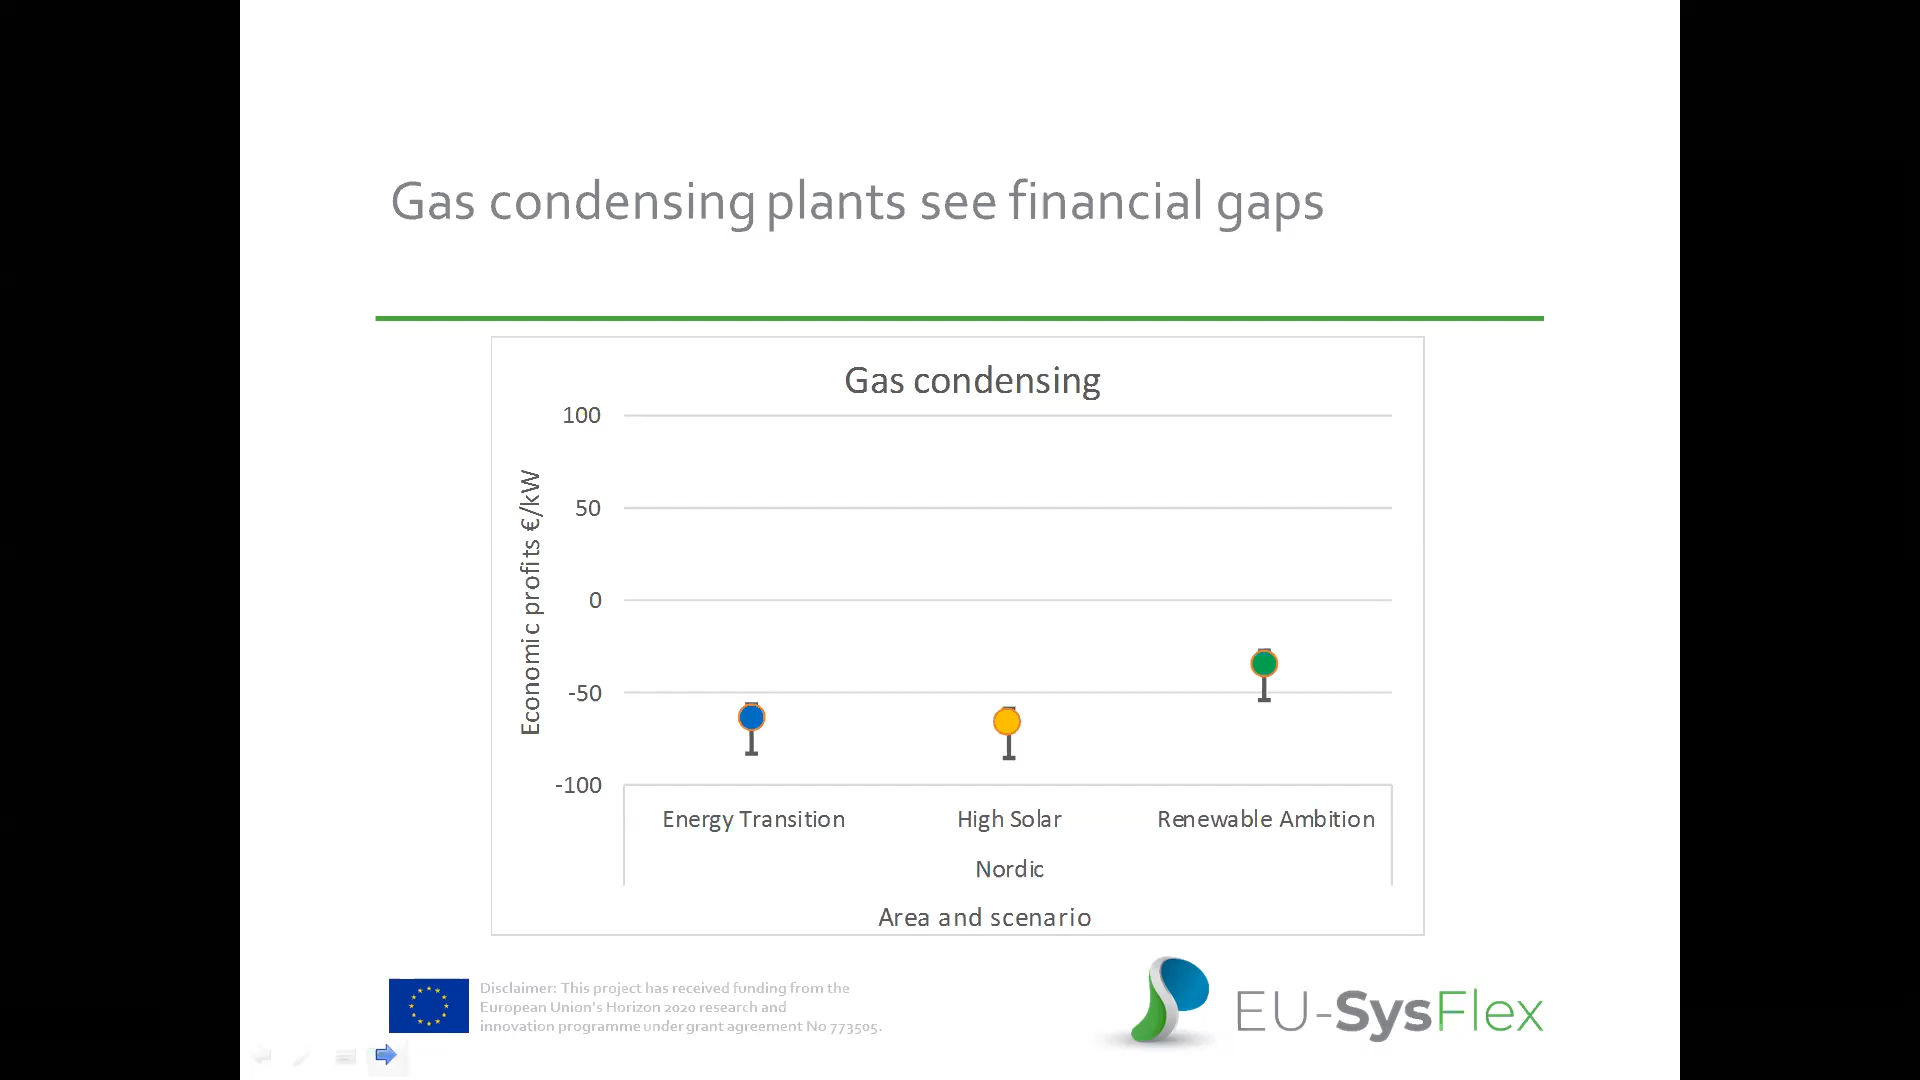 Gas condensing plants see financial gaps
Gas condensing
100
50
0
-50
-100
Economic profits €/kW
Energy Transition
High Solar
Renewable Ambition
Nordic
Area and scenario
Disclaimer: This project has received funding from the
European Union's Horizon 2020 research and
innovation programme under grant agreement No 773505.
EU-SysFlex